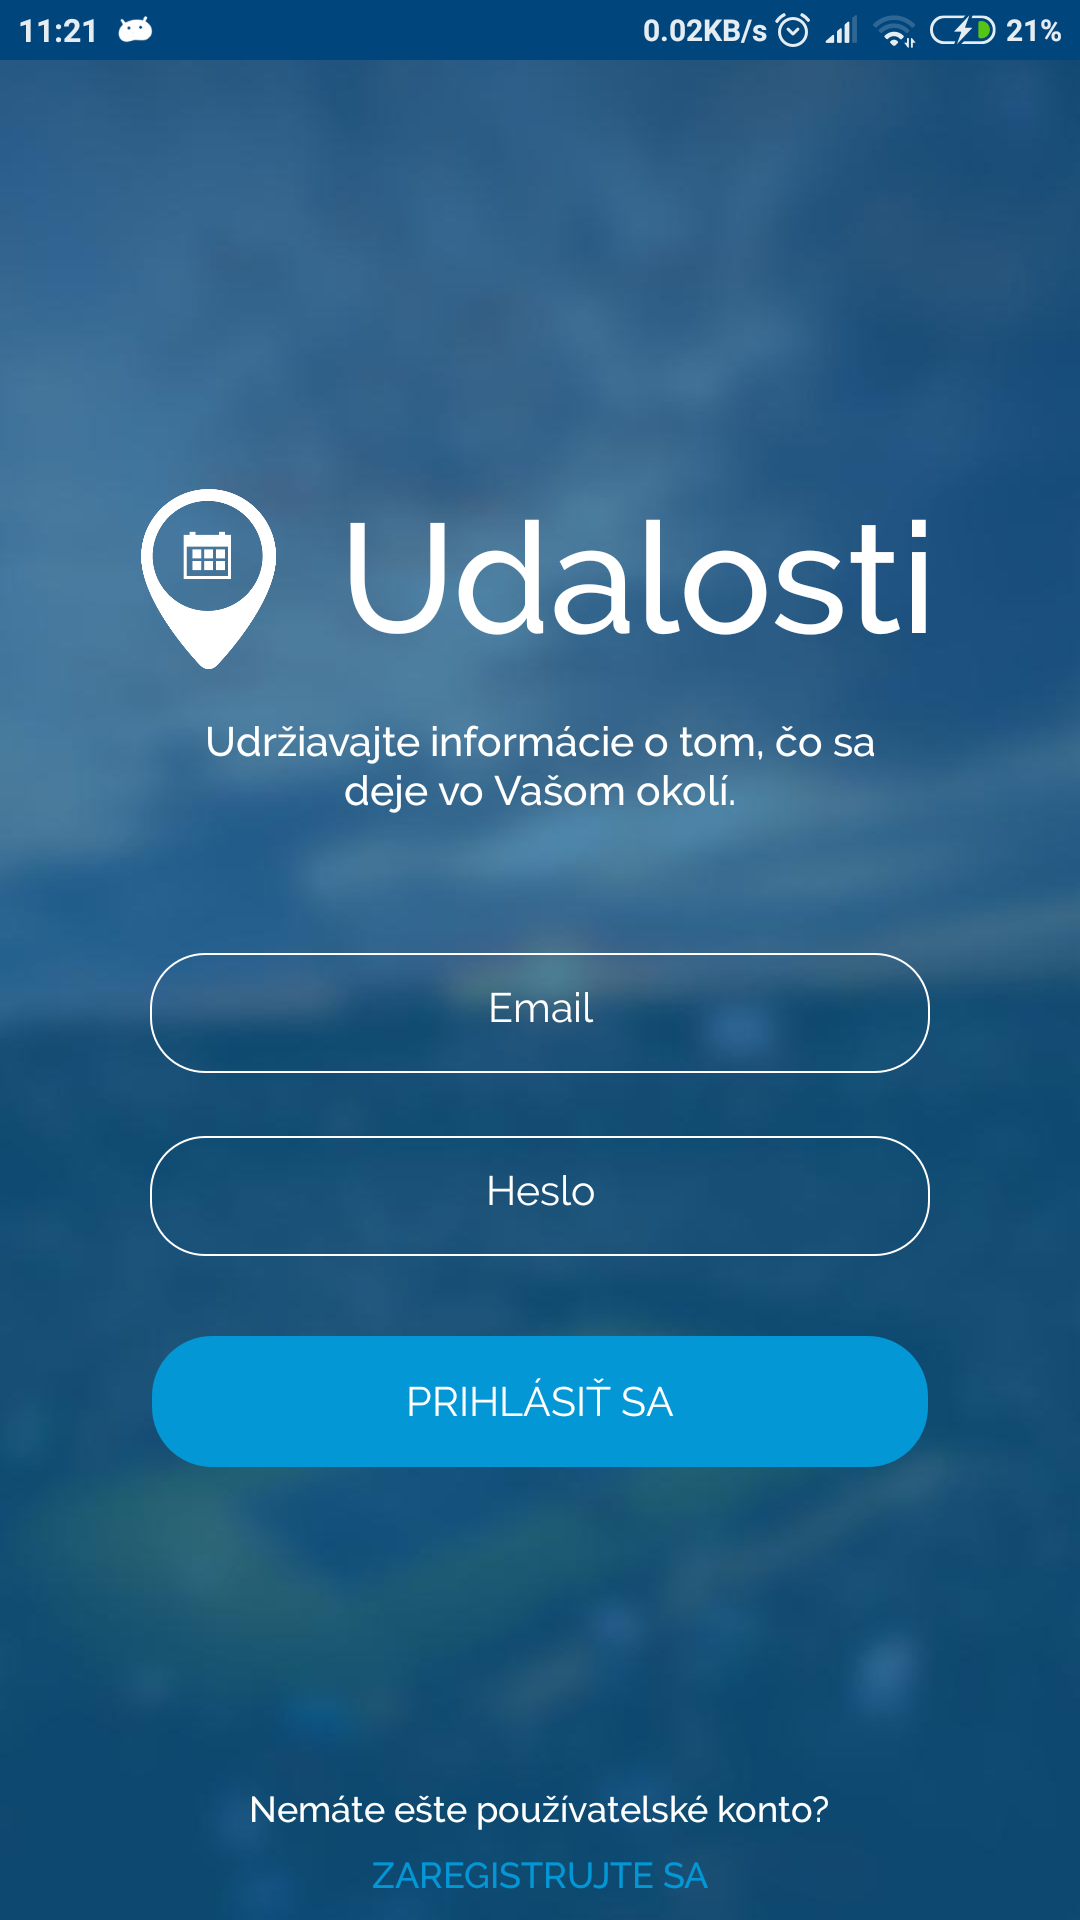 11:21 0.02KB/s 21%
Udalosti
Udržiavajte informácie o tom, čo sa
deje vo Vašom okolí.
Email
Heslo
PRIHLÁSIŤ SA
Nemáte ešte používatelské konto?
ZAREGISTRUJTE SA